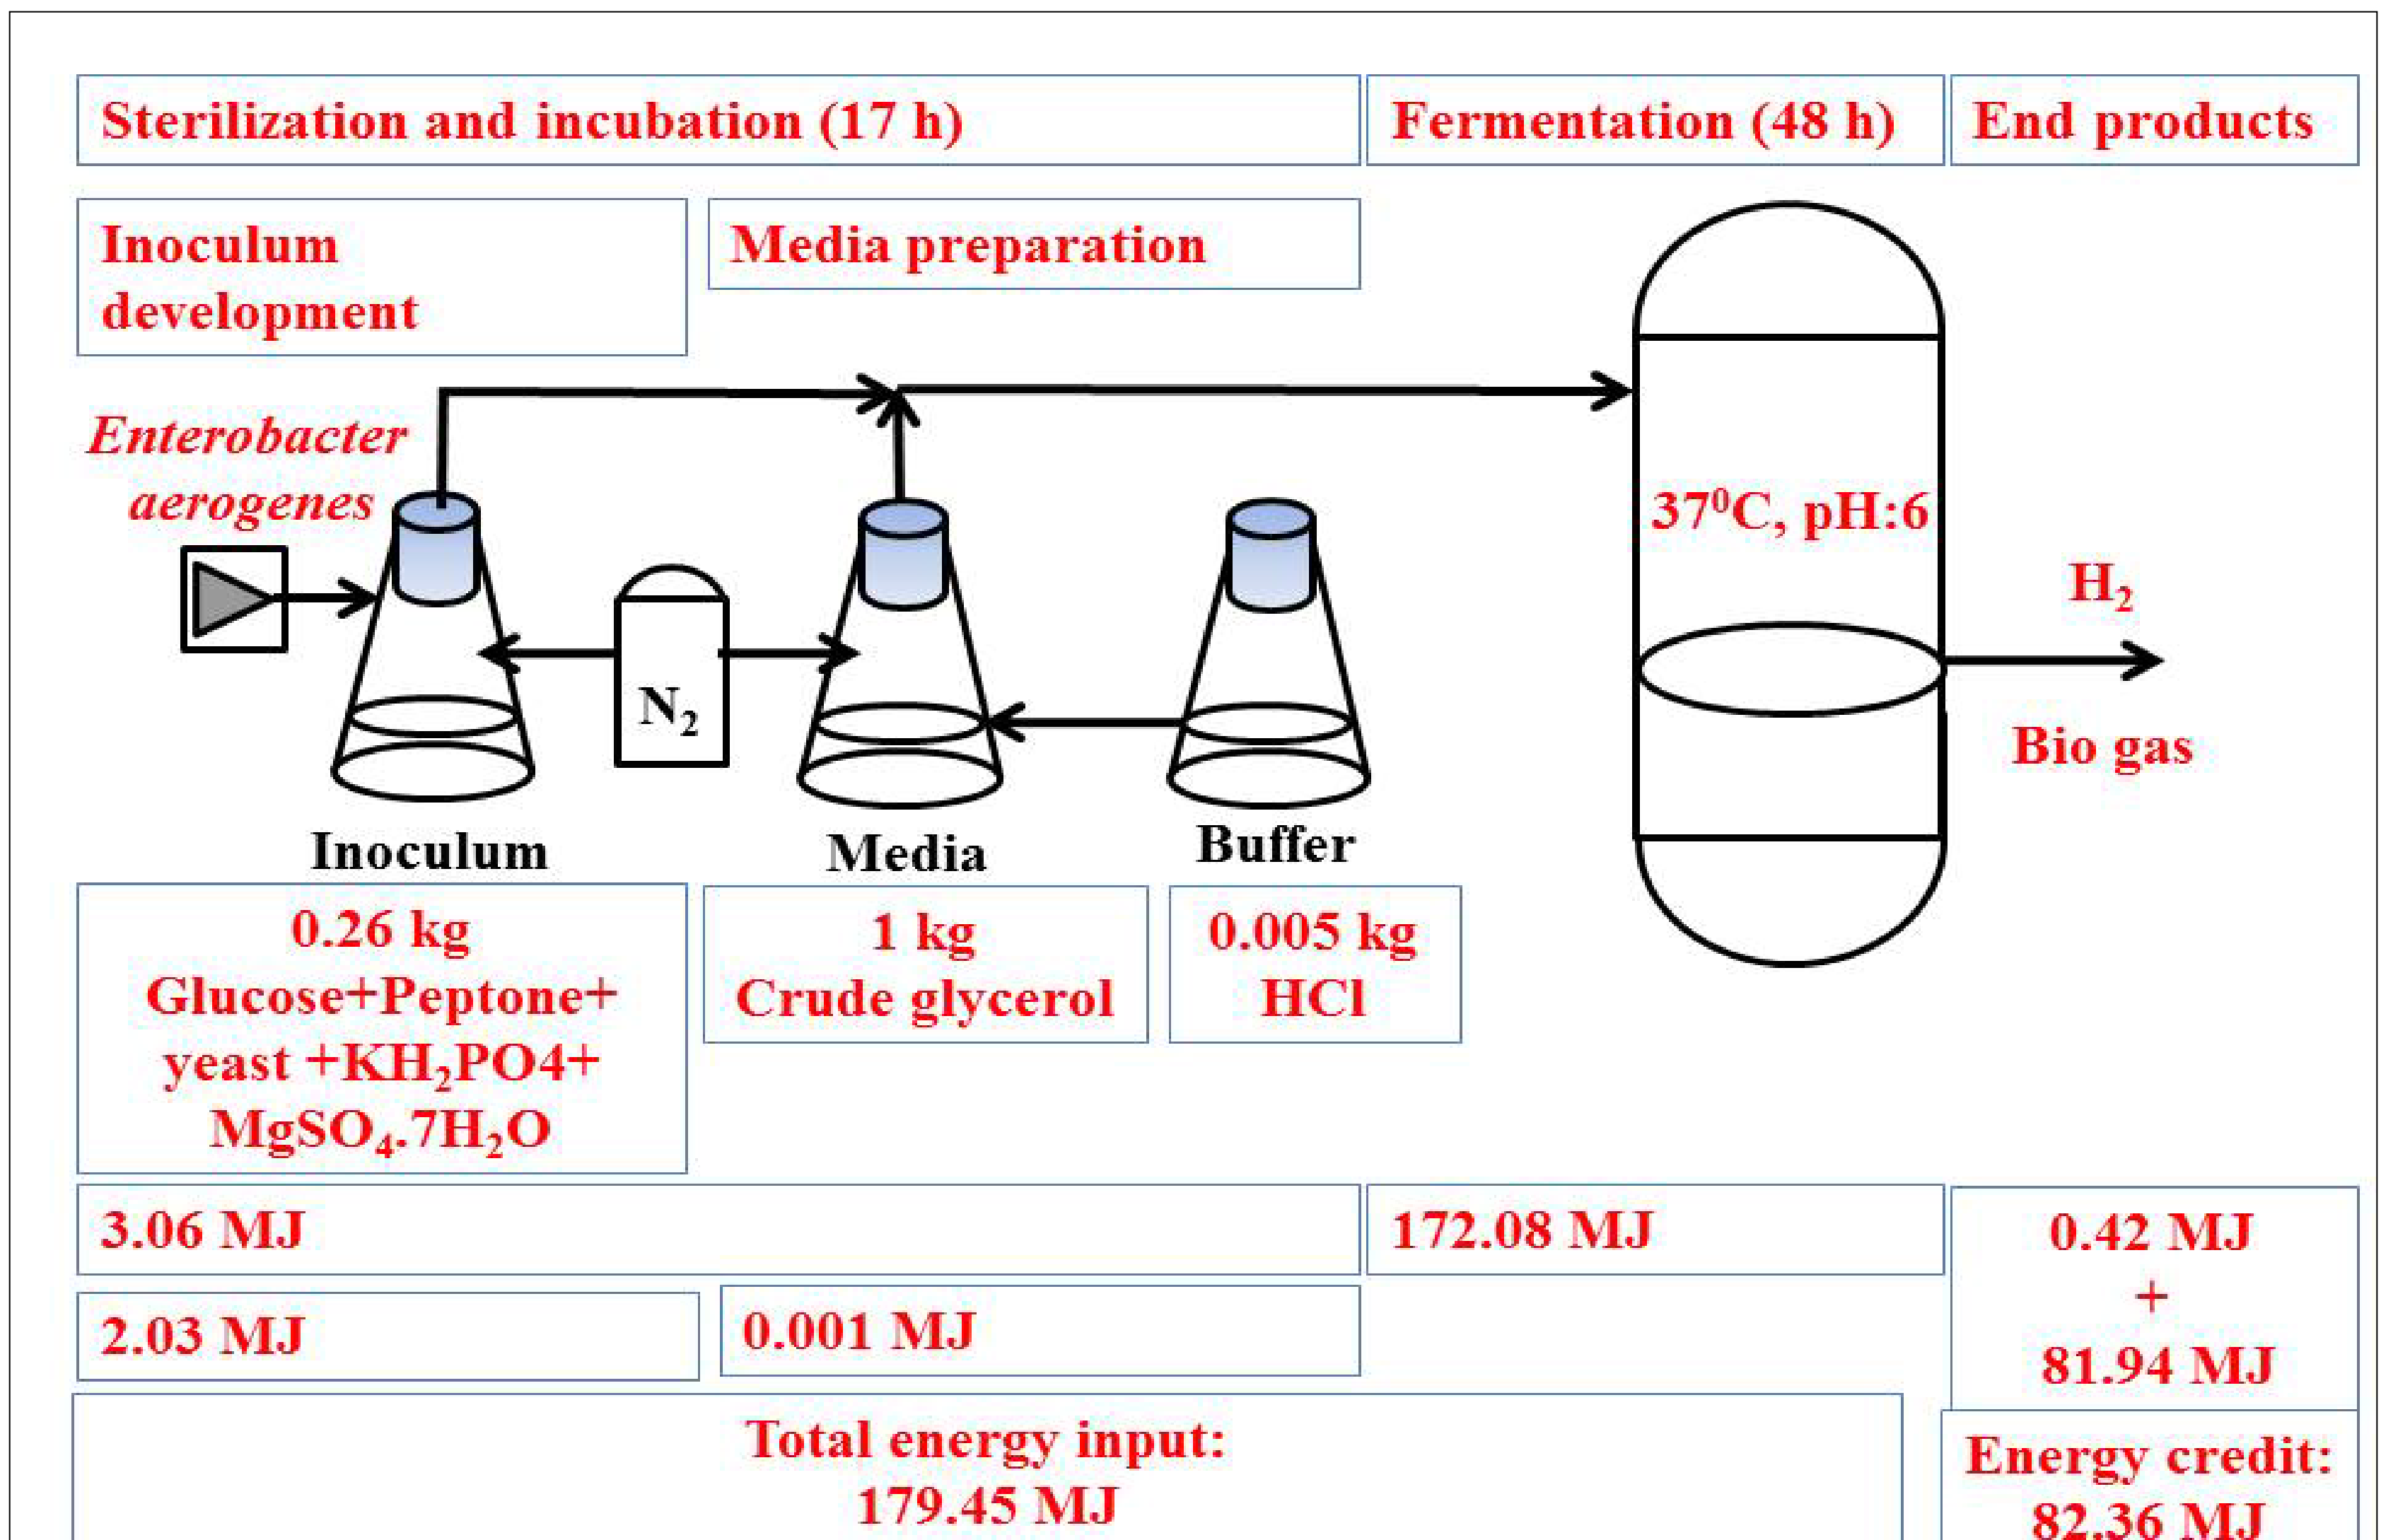 Sterilization and incubation (17 h)
Fermentation (48 h)
End products
Inoculum
development
Media preparation
Enterobacter
aerogenes
37⁰C, pH:6
H₂
N₂
Bio gas
Inoculum
Media
Buffer
0.26 kg
Glucose+Peptone+
yeast +KH₂PO4+
MgSO₄.7H₂O
1 kg
Crude glycerol
0.005 kg
HCl
3.06 MJ
172.08 MJ
0.42 MJ
+
81.94 MJ
2.03 MJ
0.001 MJ
Total energy input:
179.45 MJ
Energy credit:
82.36 MJ